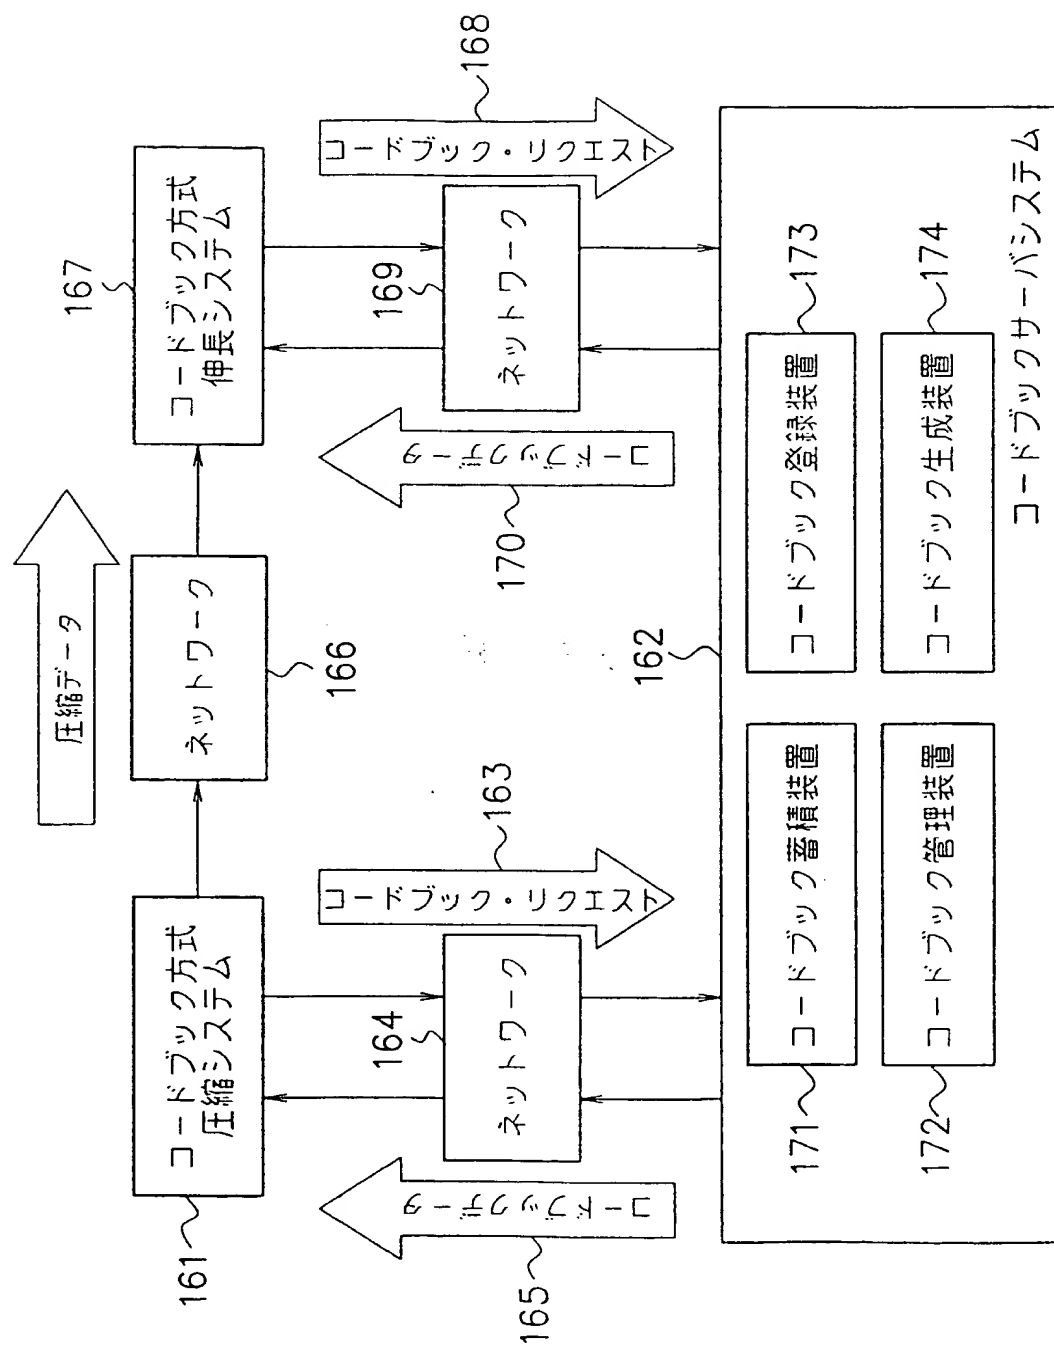 圧縮データ
161
コードブック方式
圧縮システム
ネットワーク
166
167
コードブック方式
伸長システム
165
コードブックデータ
164
ネットワーク
コードブック・リクエスト
163
170
コードブックデータ
169
ネットワーク
コードブック・リクエスト
168
162
171
コードブック蓄積装置
コードブック登録装置
173
172
コードブック管理装置
コードブック生成装置
174
コードブックサーバシステム